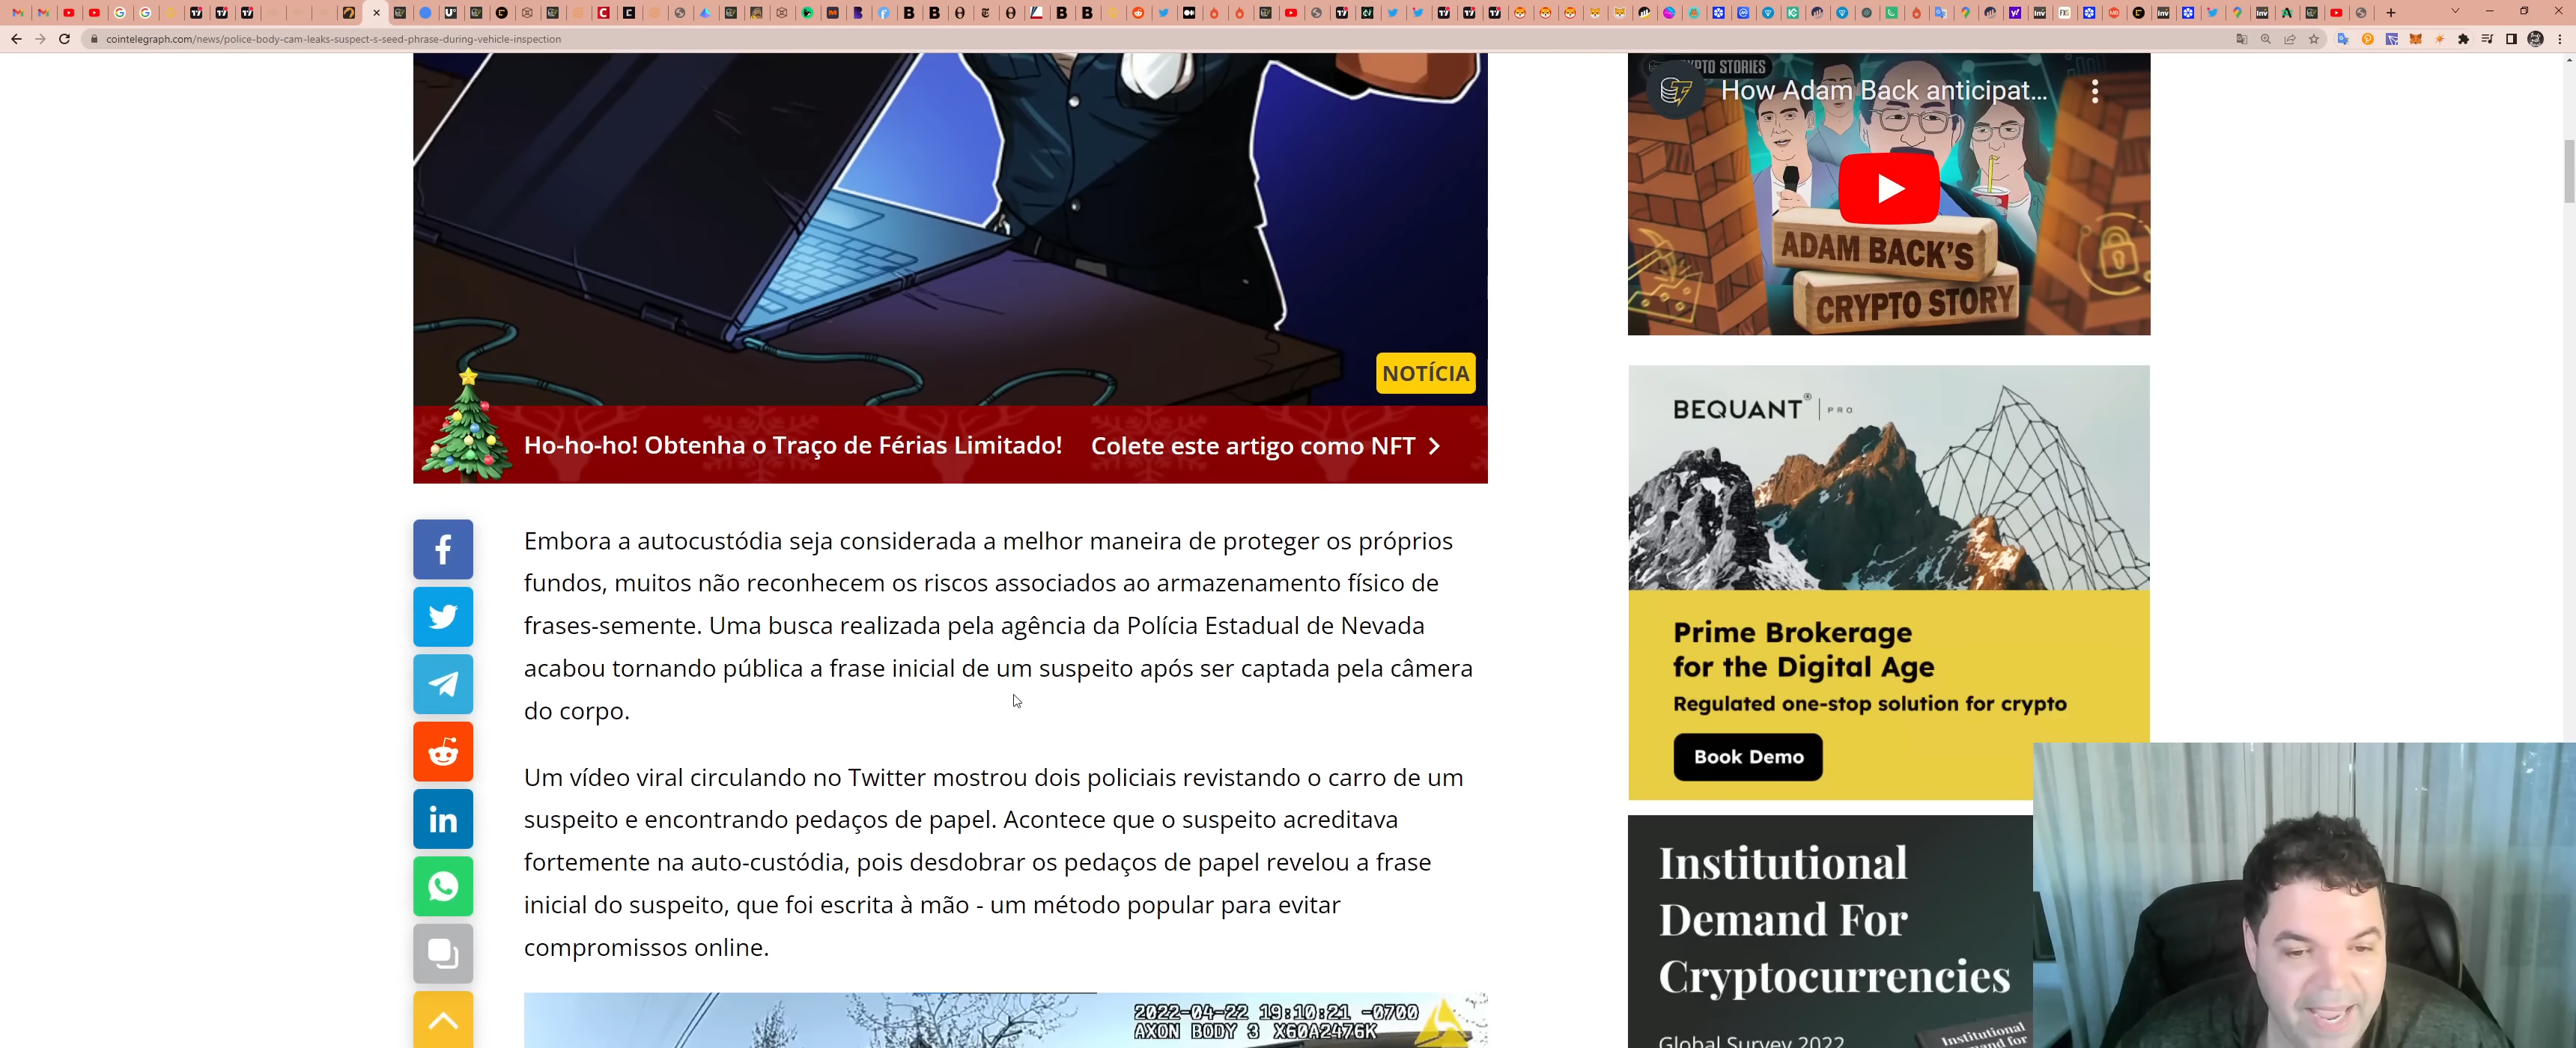 cointelegraph.com/news/police-body-cam-leaks-suspect-s-seed-phrase-during-vehicle-inspection
NOTÍCIA
Ho-ho-ho! Obtenha o Traço de Férias Limitado! Colete este artigo como NFT
Embora a autocustódia seja considerada a melhor maneira de proteger os próprios
fundos, muitos não reconhecem os riscos associados ao armazenamento físico de
frases-semente. Uma busca realizada pela agência da Polícia Estadual de Nevada
acabou tornando pública a frase inicial de um suspeito após ser captada pela câmera
do corpo.
Um vídeo viral circulando no Twitter mostrou dois policiais revistando o carro de um
suspeito e encontrando pedaços de papel. Acontece que o suspeito acreditava
fortemente na auto-custódia, pois desdobrar os pedaços de papel revelou a frase
inicial do suspeito, que foi escrita à mão - um método popular para evitar
compromissos online.
2022-04-22 19:10:21 -0700
AXON BODY 3 X60A2476K
CRYPTO STORIES
How Adam Back anticipat...
ADAM BACK'S
CRYPTO STORY
BEQUANT® | PRO
Prime Brokerage
for the Digital Age
Regulated one-stop solution for crypto
Book Demo
Institutional
Demand For
Cryptocurrencies
Global Survey 2022
Institutional
Demand for